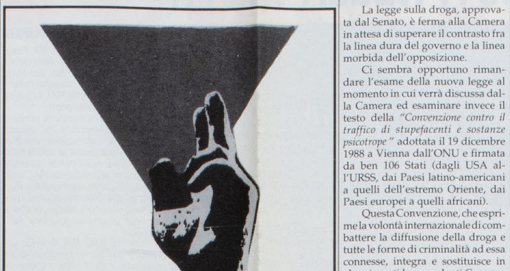 La legge sulla droga, approva-
ta dal Senato, è ferma alla Camera
in attesa di superare il contrasto fra
la linea dura del governo e la linea
morbida dell'opposizione.
Ci sembra opportuno riman-
dare l'esame della nuova legge al
momento in cui verrà discussa dal-
la Camera ed esaminare invece il
testo della "Convenzione contro il
traffico di stupefacenti e sostanze
psicotrope" adottata il 19 dicembre
1988 a Vienna dall'ONU e firmata
da ben 106 Stati (dagli USA al-
l'URSS, dai Paesi latino-americani
a quelli dell'estremo Oriente, dai
Paesi europei a quelli africani).
Questa Convenzione, che espri-
me la volontà internazionale di com-
battere la diffusione della droga e
tutte le forme di criminalità ad essa
connesse, integra e sostituisce in